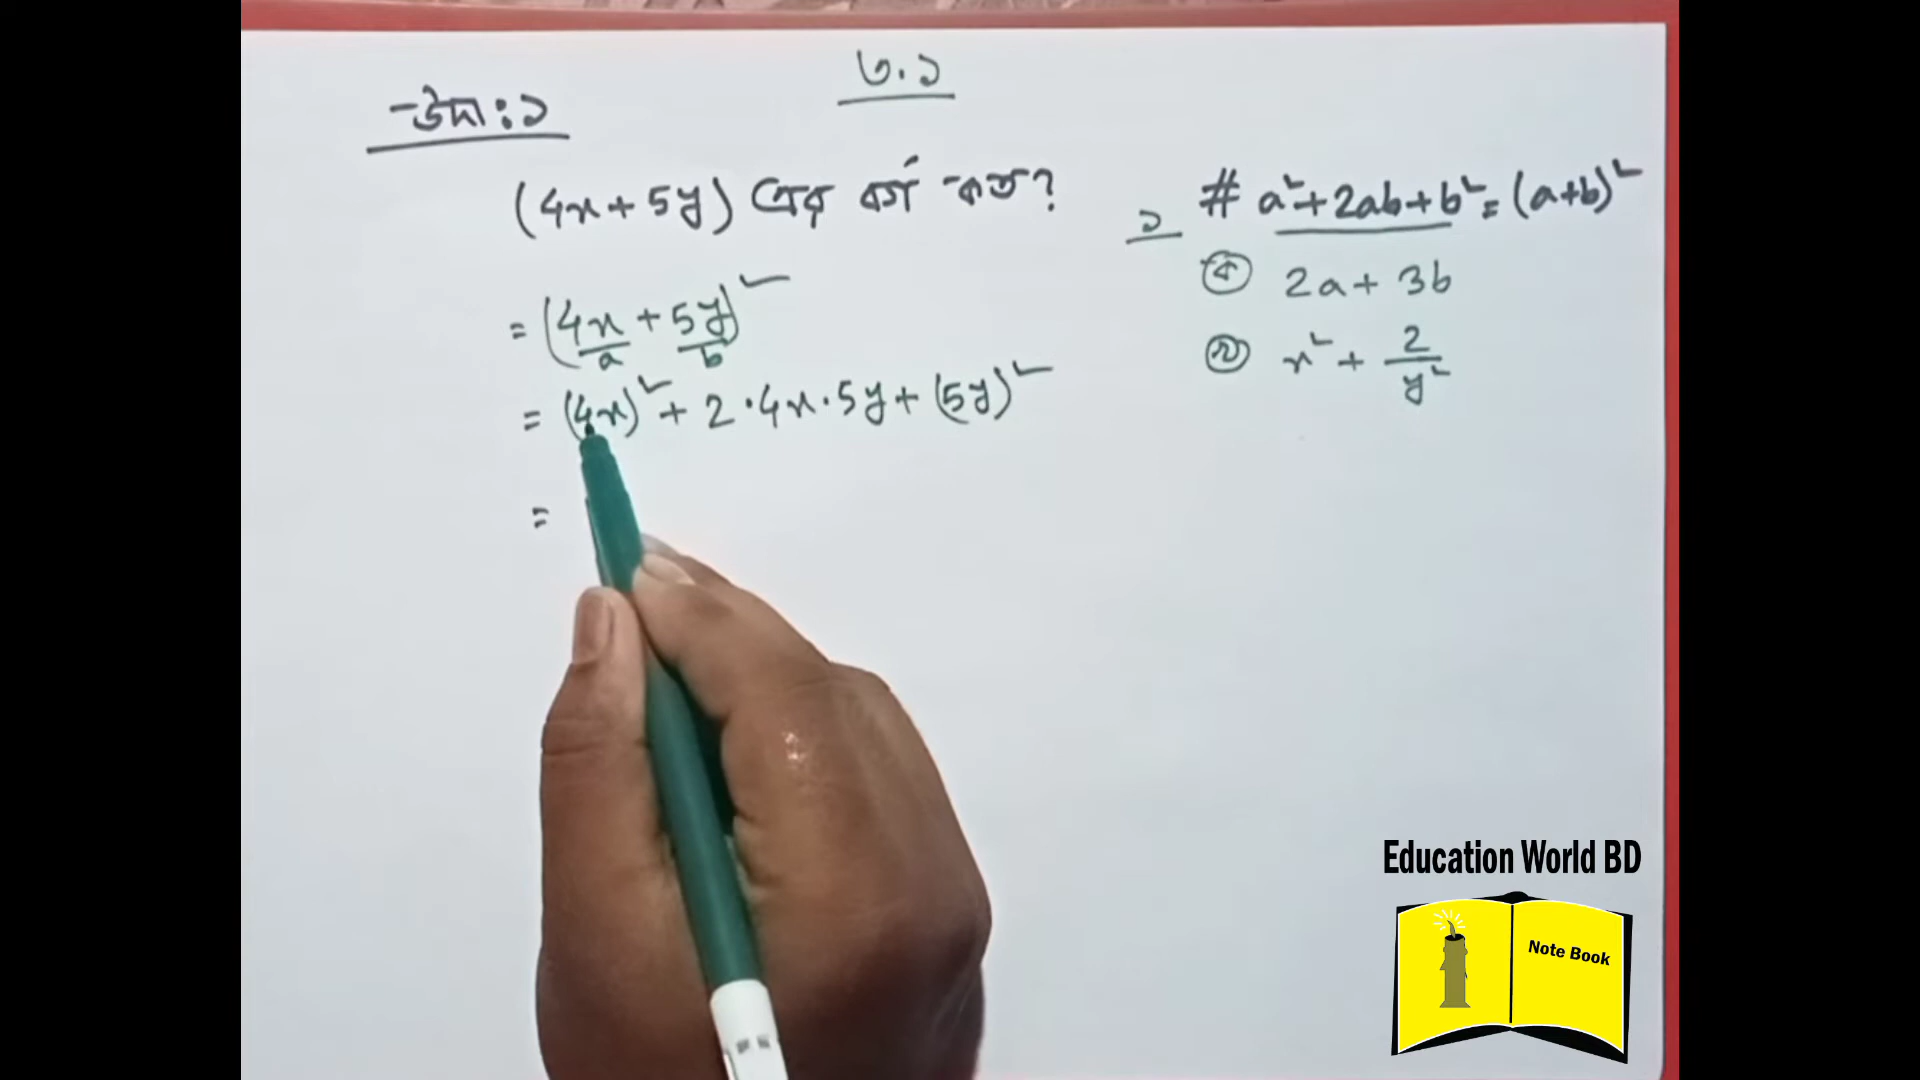 ৩.১
উদা:১
(4x+5y) এর বর্গ কত?
= (4x + 5y)²
a b
= (4x)² + 2·4x·5y + (5y)²
=
# a²+2ab+b² = (a+b)²
১
ক 2a + 3b
খ x² + 2/y²
Education World BD
Note Book